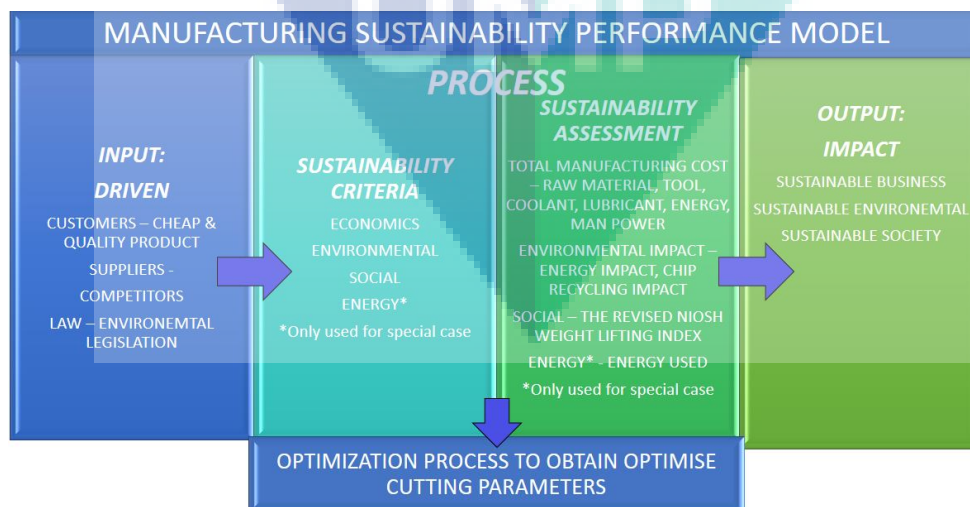 MANUFACTURING SUSTAINABILITY PERFORMANCE MODEL
PROCESS
INPUT:
DRIVEN
CUSTOMERS – CHEAP &
QUALITY PRODUCT
SUPPLIERS -
COMPETITORS
LAW – ENVIRONEMTAL
LEGISLATION
SUSTAINABILITY
CRITERIA
ECONOMICS
ENVIRONMENTAL
SOCIAL
ENERGY*
*Only used for special case
SUSTAINABILITY
ASSESSMENT
TOTAL MANUFACTURING COST
– RAW MATERIAL, TOOL,
COOLANT, LUBRICANT, ENERGY,
MAN POWER
ENVIRONMENTAL IMPACT –
ENERGY IMPACT, CHIP
RECYCLING IMPACT
SOCIAL – THE REVISED NIOSH
WEIGHT LIFTING INDEX
ENERGY* - ENERGY USED
*Only used for special case
OUTPUT:
IMPACT
SUSTAINABLE BUSINESS
SUSTAINABLE ENVIRONEMTAL
SUSTAINABLE SOCIETY
OPTIMIZATION PROCESS TO OBTAIN OPTIMISE
CUTTING PARAMETERS